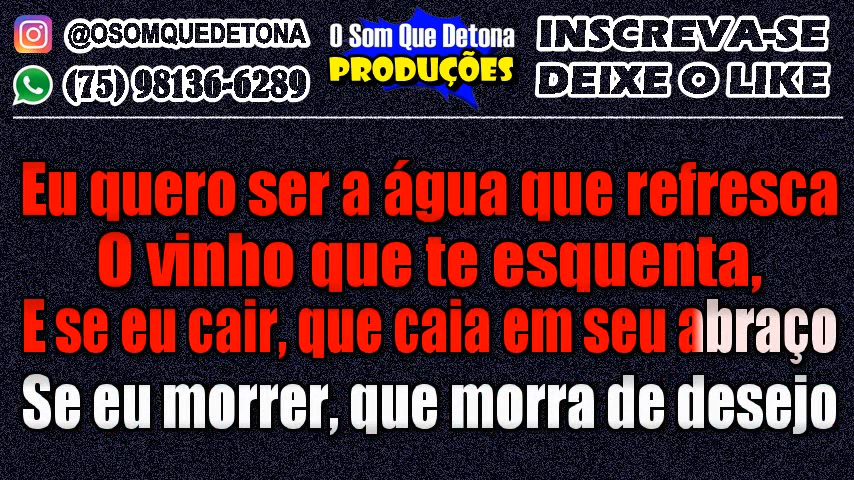 @OSOMQUEDETONA
(75) 98136-6289
O Som Que Detona
PRODUÇÕES
INSCREVA-SE
DEIXE O LIKE
Eu quero ser a água que refresca
O vinho que te esquenta,
E se eu cair, que caia em seu abraço
Se eu morrer, que morra de desejo